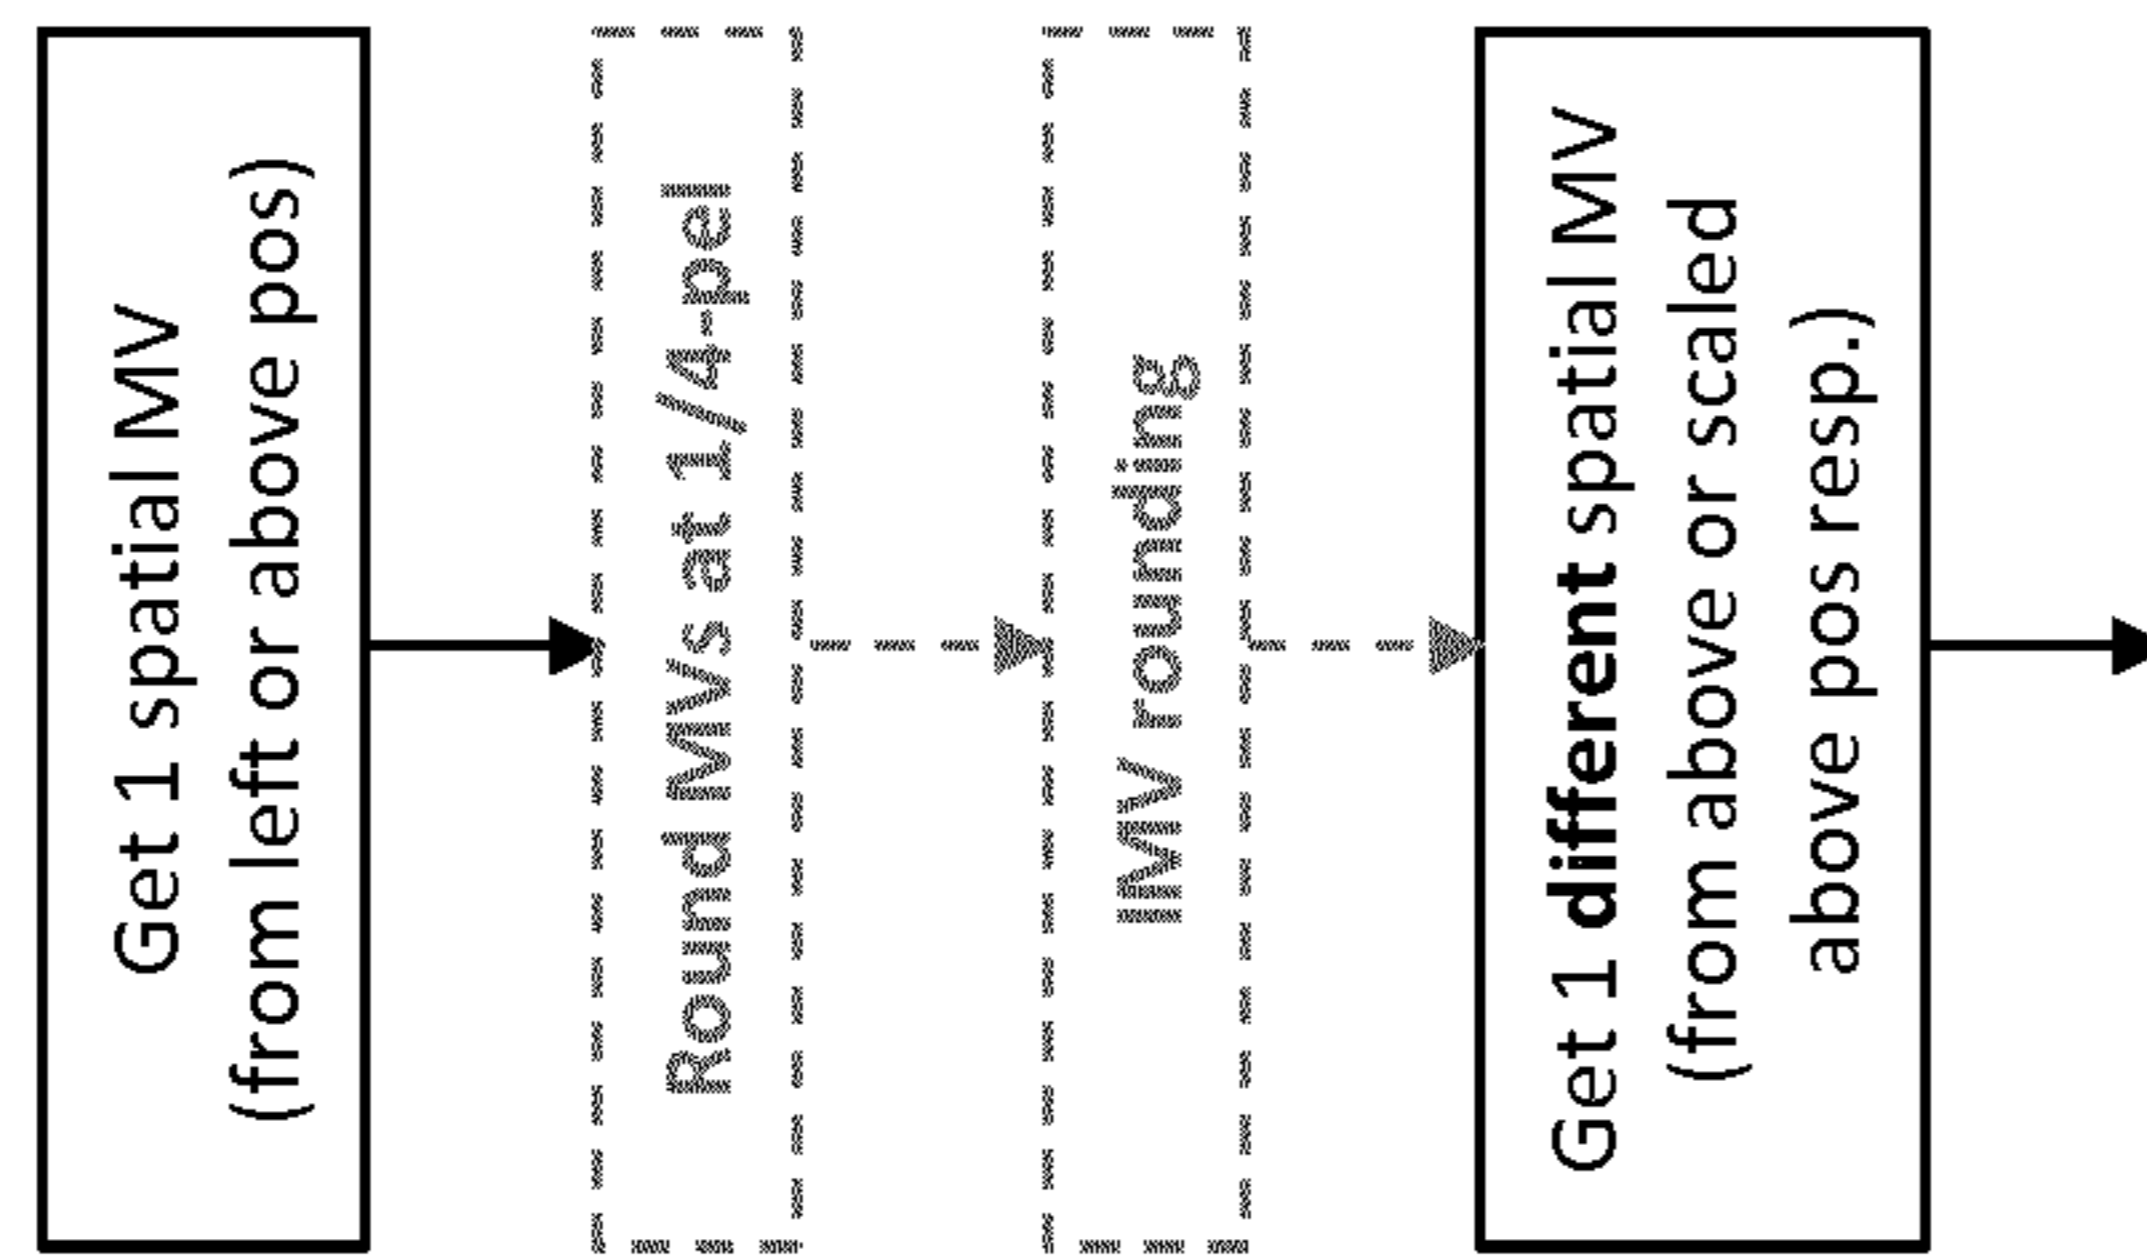 Get 1 spatial MV
(from left or above pos)
Round MVs at 1/4-pel
IMV rounding
Get 1 different spatial MV
(from above or scaled
above pos resp.)